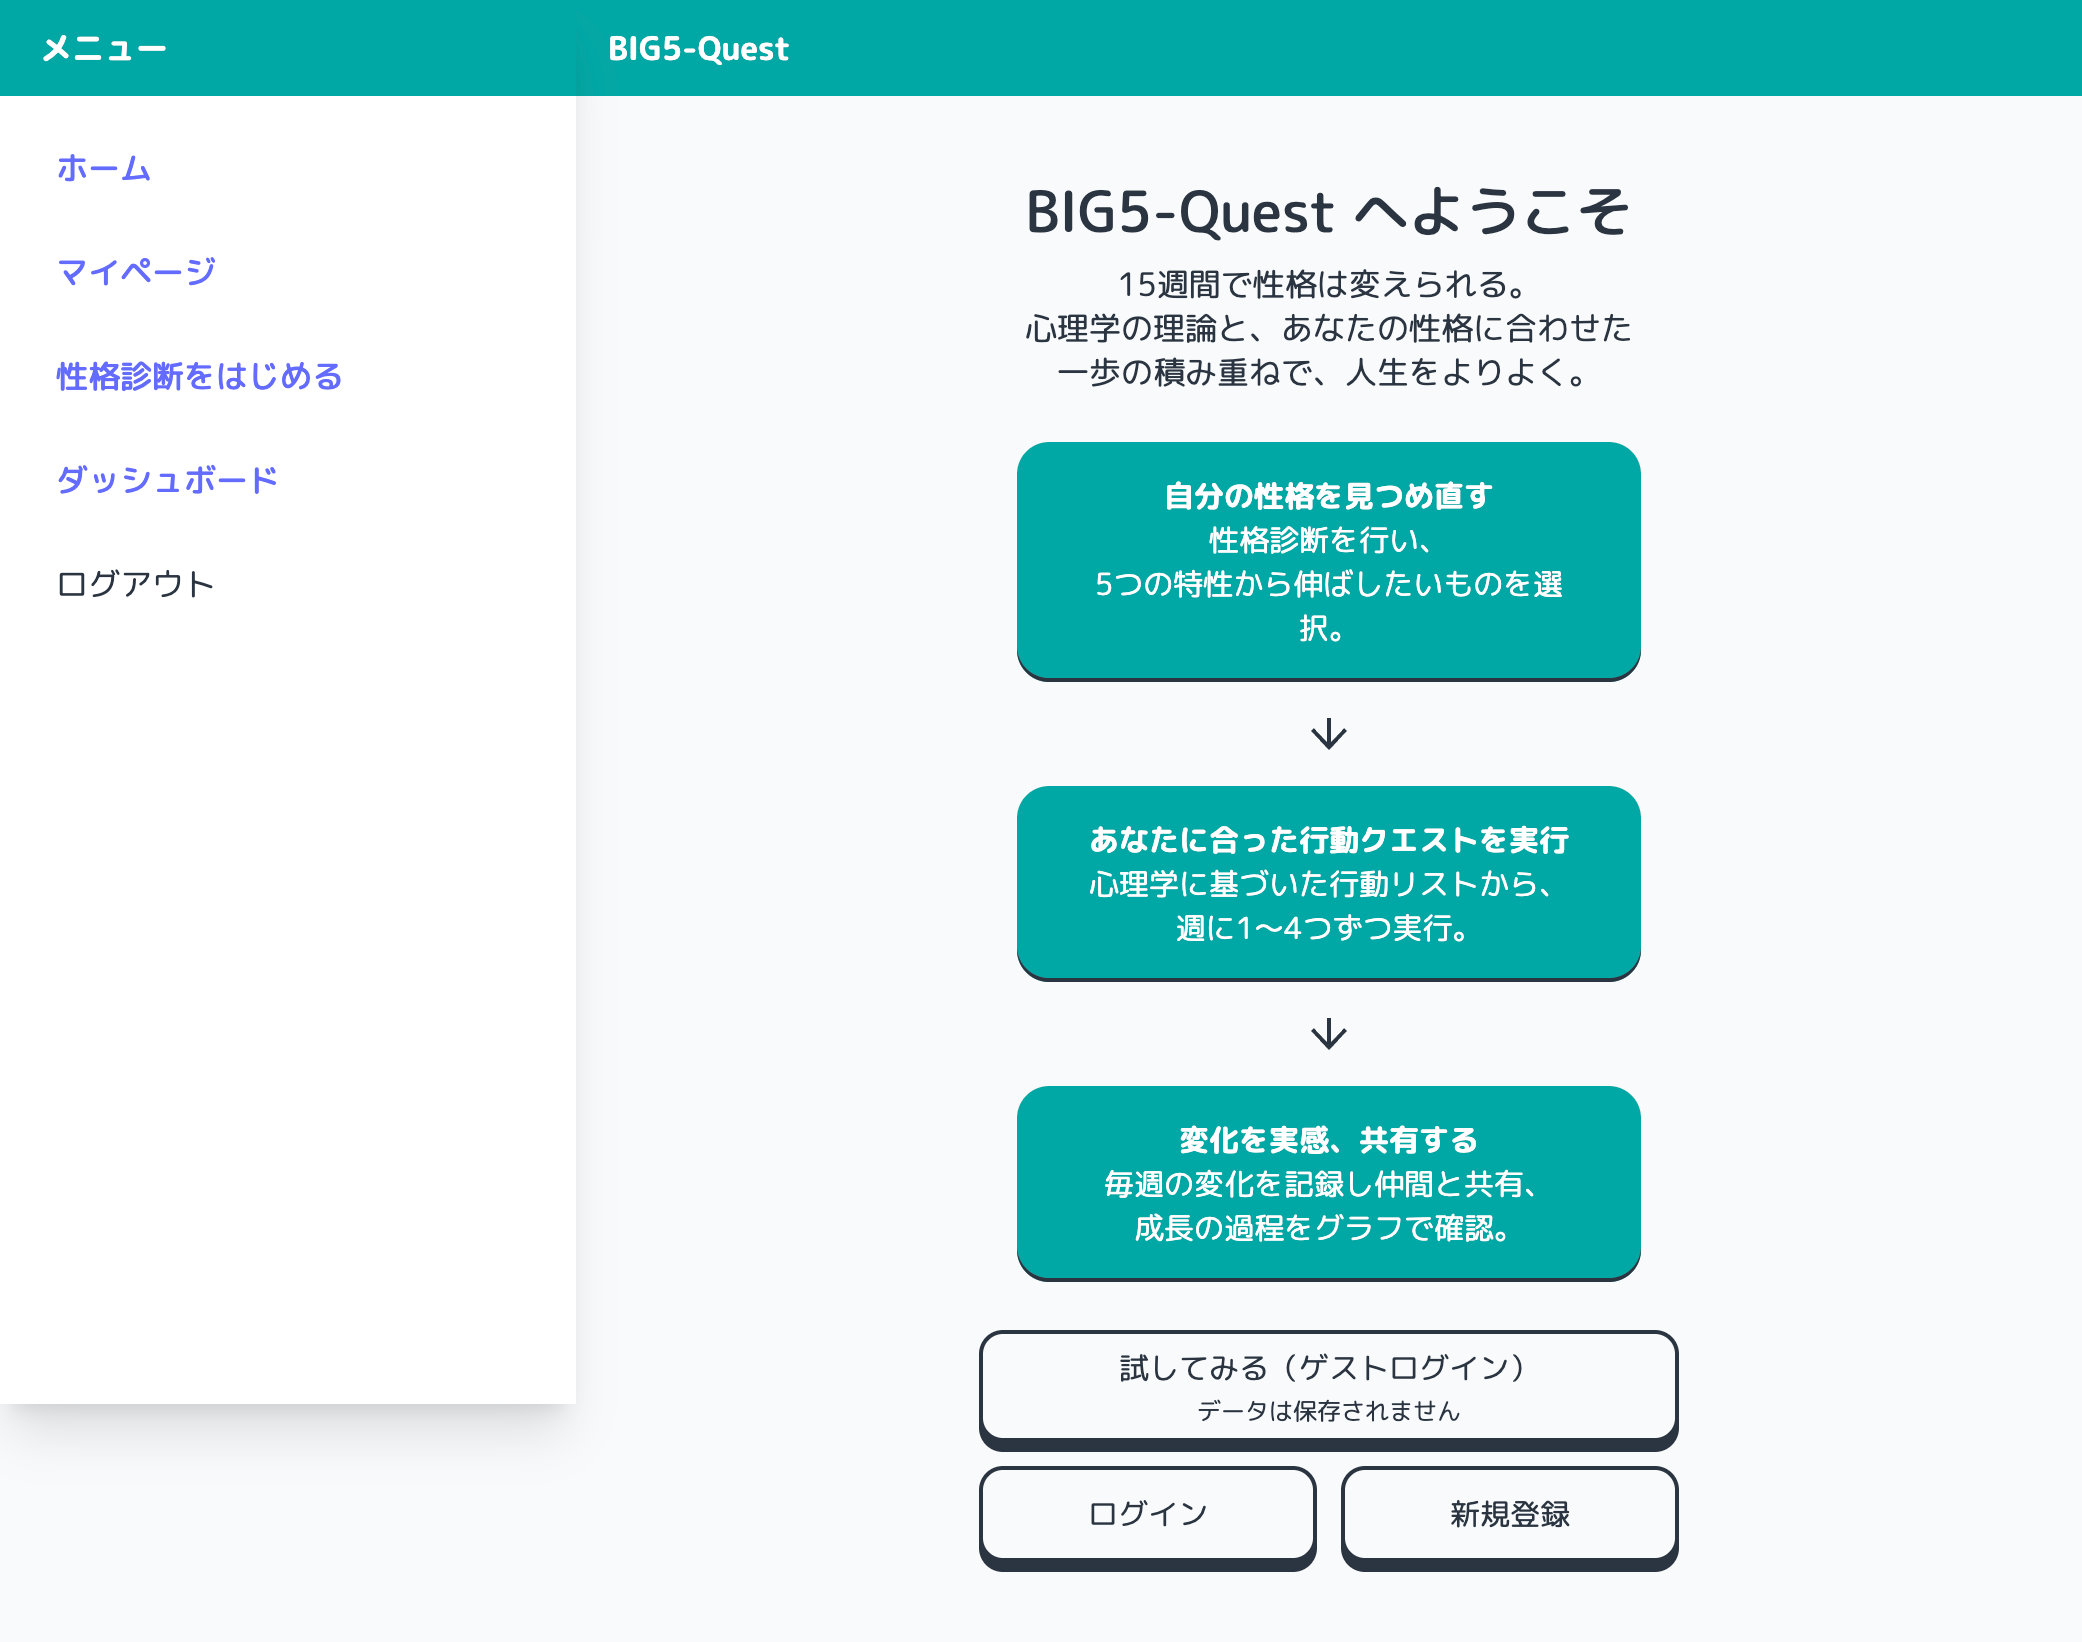 メニュー
BIG5-Quest
ホーム
マイページ
性格診断をはじめる
ダッシュボード
ログアウト
BIG5-Quest へようこそ
15週間で性格は変えられる。
心理学の理論と、あなたの性格に合わせた
一歩の積み重ねで、人生をよりよく。
自分の性格を見つめ直す
性格診断を行い、
5つの特性から伸ばしたいものを選
択。
あなたに合った行動クエストを実行
心理学に基づいた行動リストから、
週に1〜4つずつ実行。
変化を実感、共有する
毎週の変化を記録し仲間と共有、
成長の過程をグラフで確認。
試してみる（ゲストログイン）
データは保存されません
ログイン
新規登録